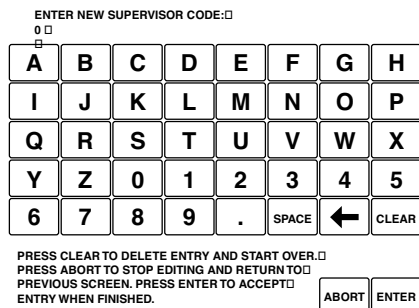 ENTER NEW SUPERVISOR CODE:
0
A B C D E F G H
I J K L M N O P
Q R S T U V W X
Y Z 0 1 2 3 4 5
6 7 8 9 . SPACE CLEAR
PRESS CLEAR TO DELETE ENTRY AND START OVER.
PRESS ABORT TO STOP EDITING AND RETURN TO
PREVIOUS SCREEN. PRESS ENTER TO ACCEPT
ENTRY WHEN FINISHED.
ABORT ENTER